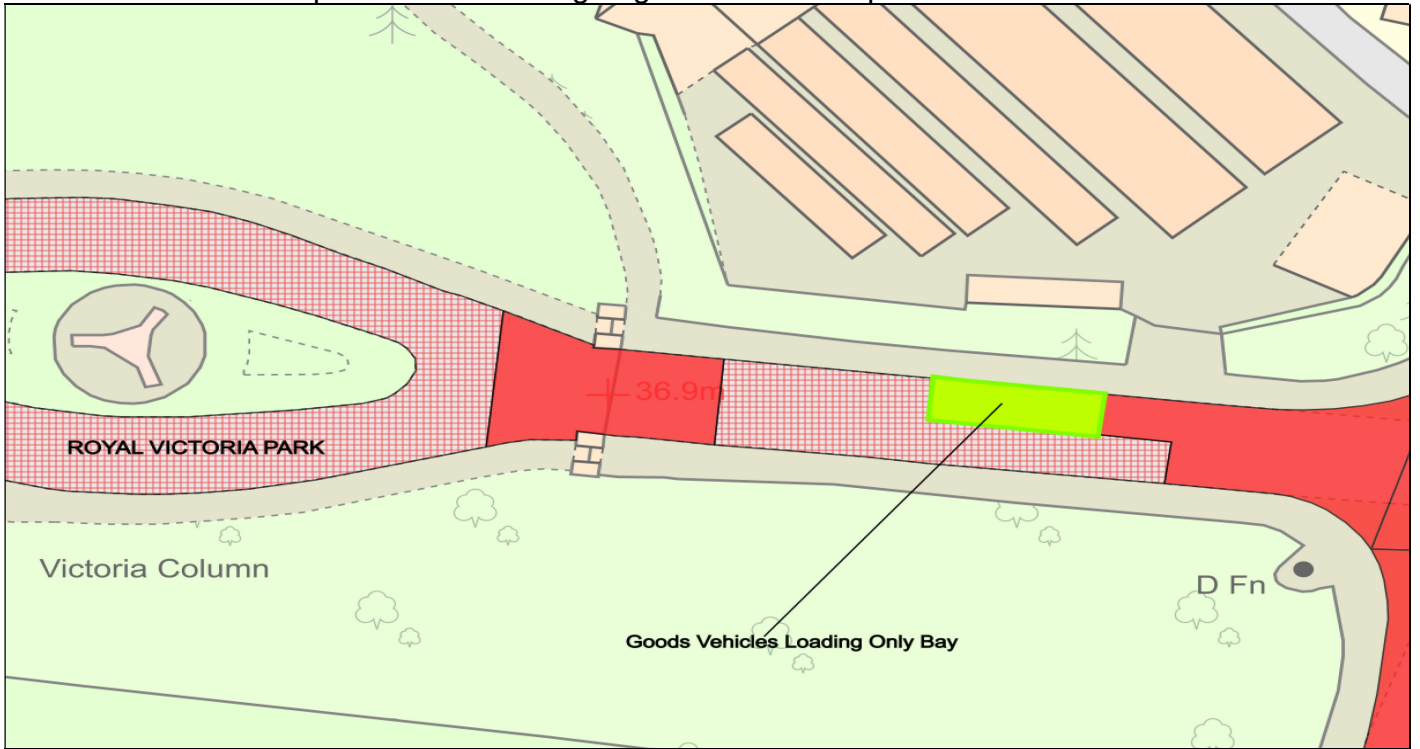 36.9m
ROYAL VICTORIA PARK
Victoria Column
D Fn
Goods Vehicles Loading Only Bay